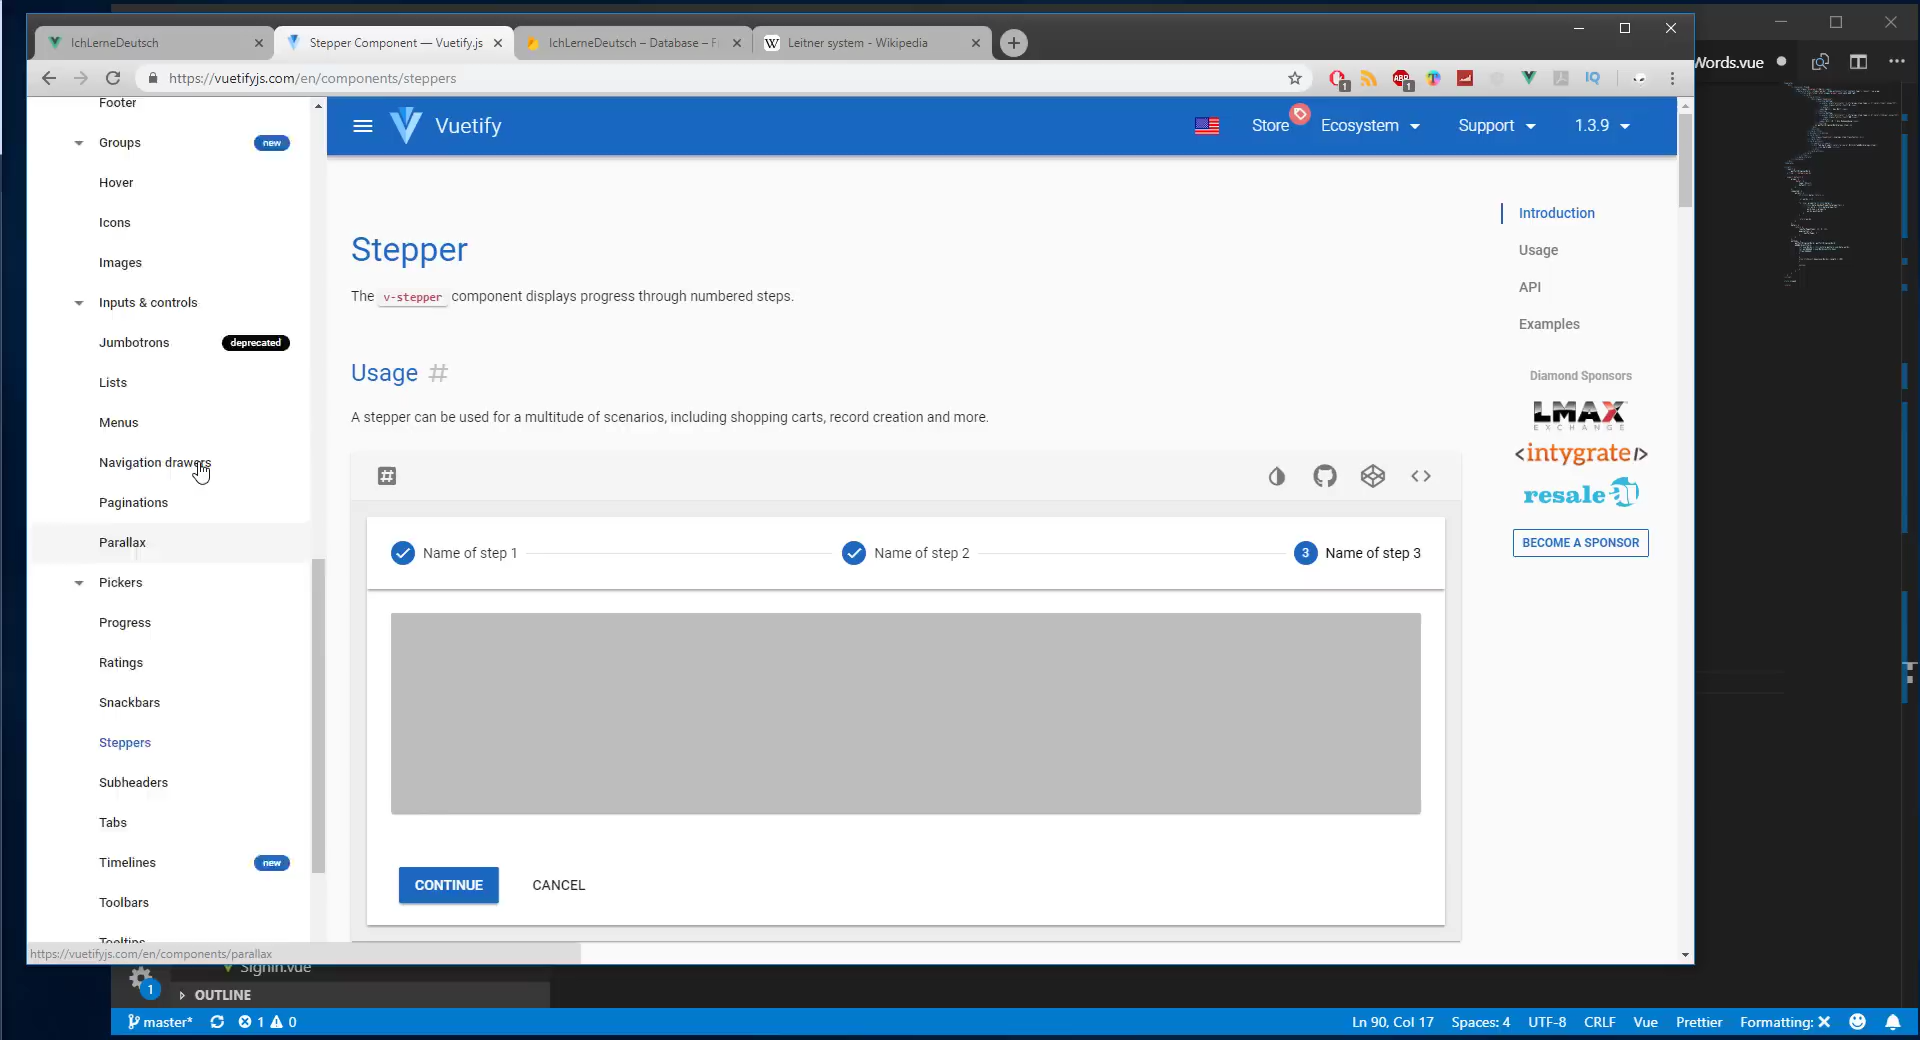 IchLerneDeutsch
Stepper Component — Vuetify.js
IchLerneDeutsch – Database – F
Leitner system - Wikipedia
https://vuetifyjs.com/en/components/steppers
1
ABP
1
IQ
Words.vue
Footer
Groups
new
Hover
Icons
Images
Inputs & controls
Jumbotrons
deprecated
Lists
Menus
Navigation drawers
Paginations
Parallax
Pickers
Progress
Ratings
Snackbars
Steppers
Subheaders
Tabs
Timelines
new
Toolbars
Tooltips
https://vuetifyjs.com/en/components/parallax
Vuetify
Store
Ecosystem
Support
1.3.9
Stepper
The v-stepper component displays progress through numbered steps.
Usage #
A stepper can be used for a multitude of scenarios, including shopping carts, record creation and more.
Name of step 1
Name of step 2
3 Name of step 3
CONTINUE
CANCEL
Introduction
Usage
API
Examples
Diamond Sponsors
LMAX
EXCHANGE
<intygrate/>
resale
BECOME A SPONSOR
SignIn.vue
1
OUTLINE
master*
1
0
Ln 90, Col 17
Spaces: 4
UTF-8
CRLF
Vue
Prettier
Formatting: ✕